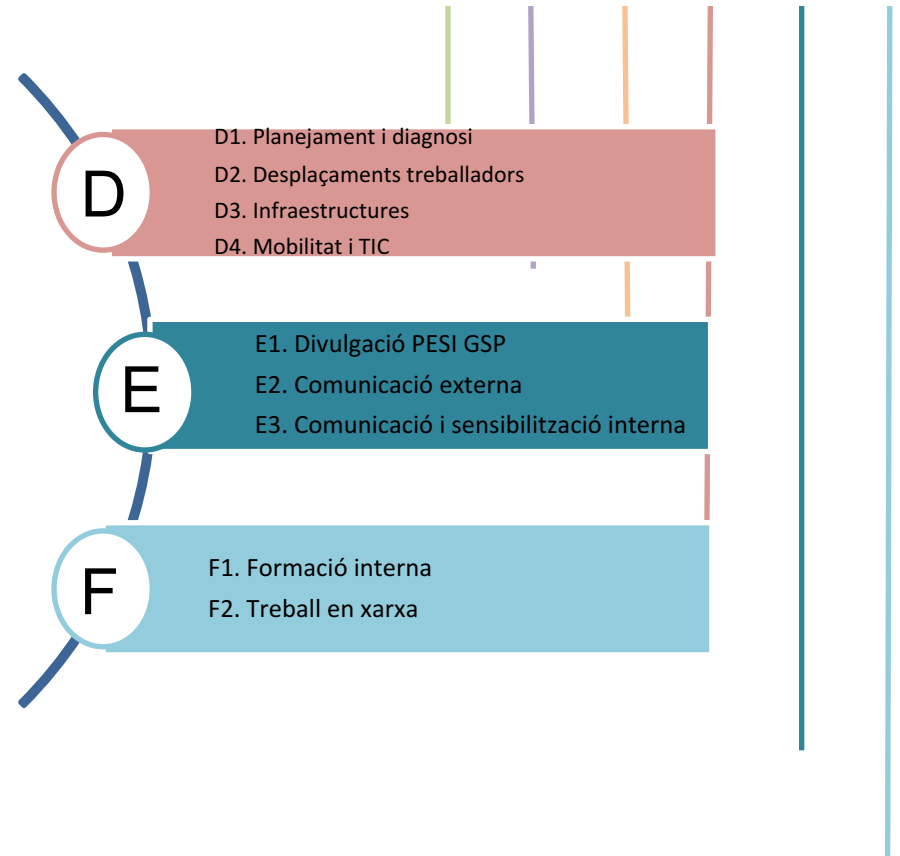 D
D1. Planejament i diagnosi
D2. Desplaçaments treballadors
D3. Infraestructures
D4. Mobilitat i TIC
E
E1. Divulgació PESI GSP
E2. Comunicació externa
E3. Comunicació i sensibilització interna
F
F1. Formació interna
F2. Treball en xarxa